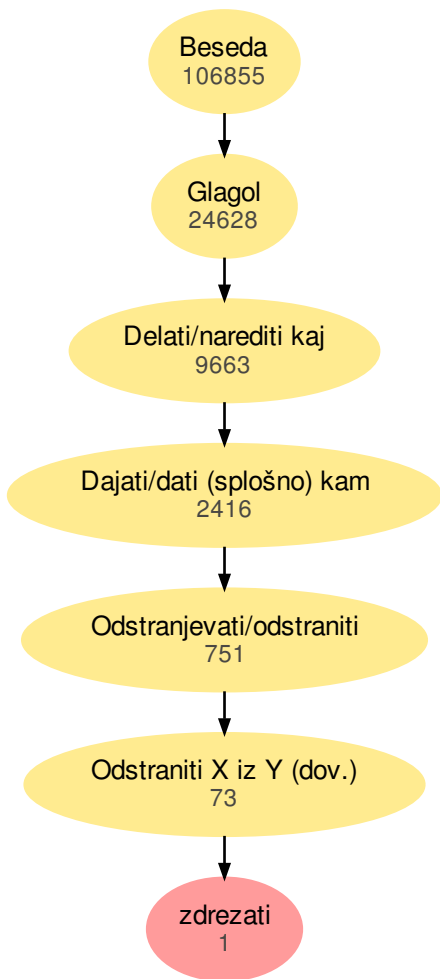 Beseda
106855
Glagol
24628
Delati/narediti kaj
9663
Dajati/dati (splošno) kam
2416
Odstranjevati/odstraniti
751
Odstraniti X iz Y (dov.)
73
zdrezati
1